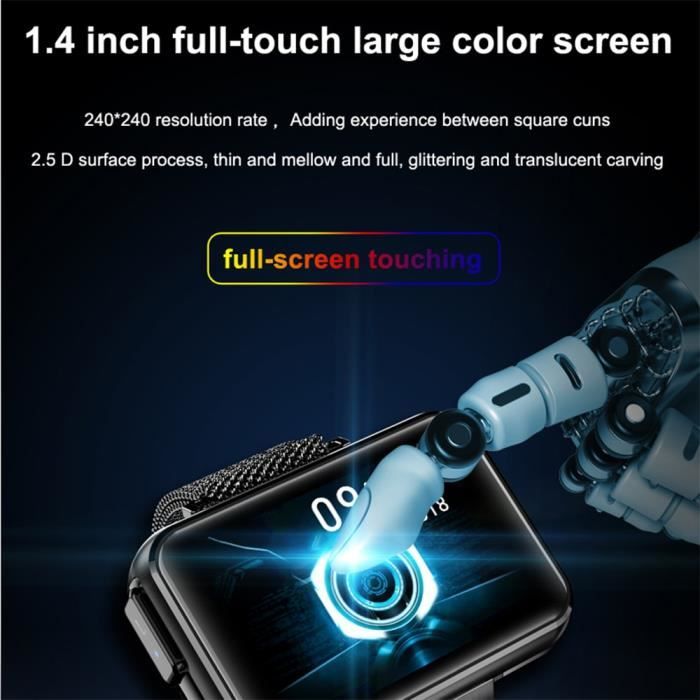 1.4 inch full-touch large color screen
240*240 resolution rate ,  Adding experience between square cuns
2.5 D surface process, thin and mellow and full, glittering and translucent carving
full-screen touching